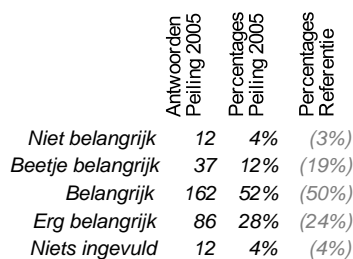 Antwoorden Peiling 2005 Percentages Peiling 2005 Percentages Referentie
Niet belangrijk 12 4% (3%)
Beetje belangrijk 37 12% (19%)
Belangrijk 162 52% (50%)
Erg belangrijk 86 28% (24%)
Niets ingevuld 12 4% (4%)